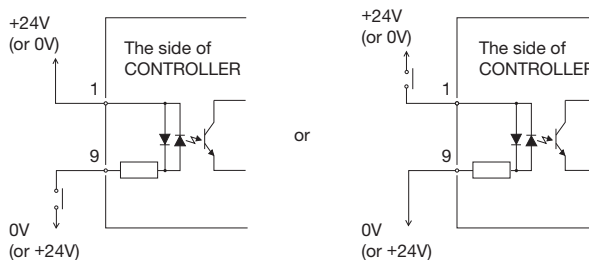 +24V
(or 0V)
The side of
CONTROLLER
1
9
0V
(or +24V)
or
+24V
(or 0V)
The side of
CONTROLLER
1
9
0V
(or +24V)